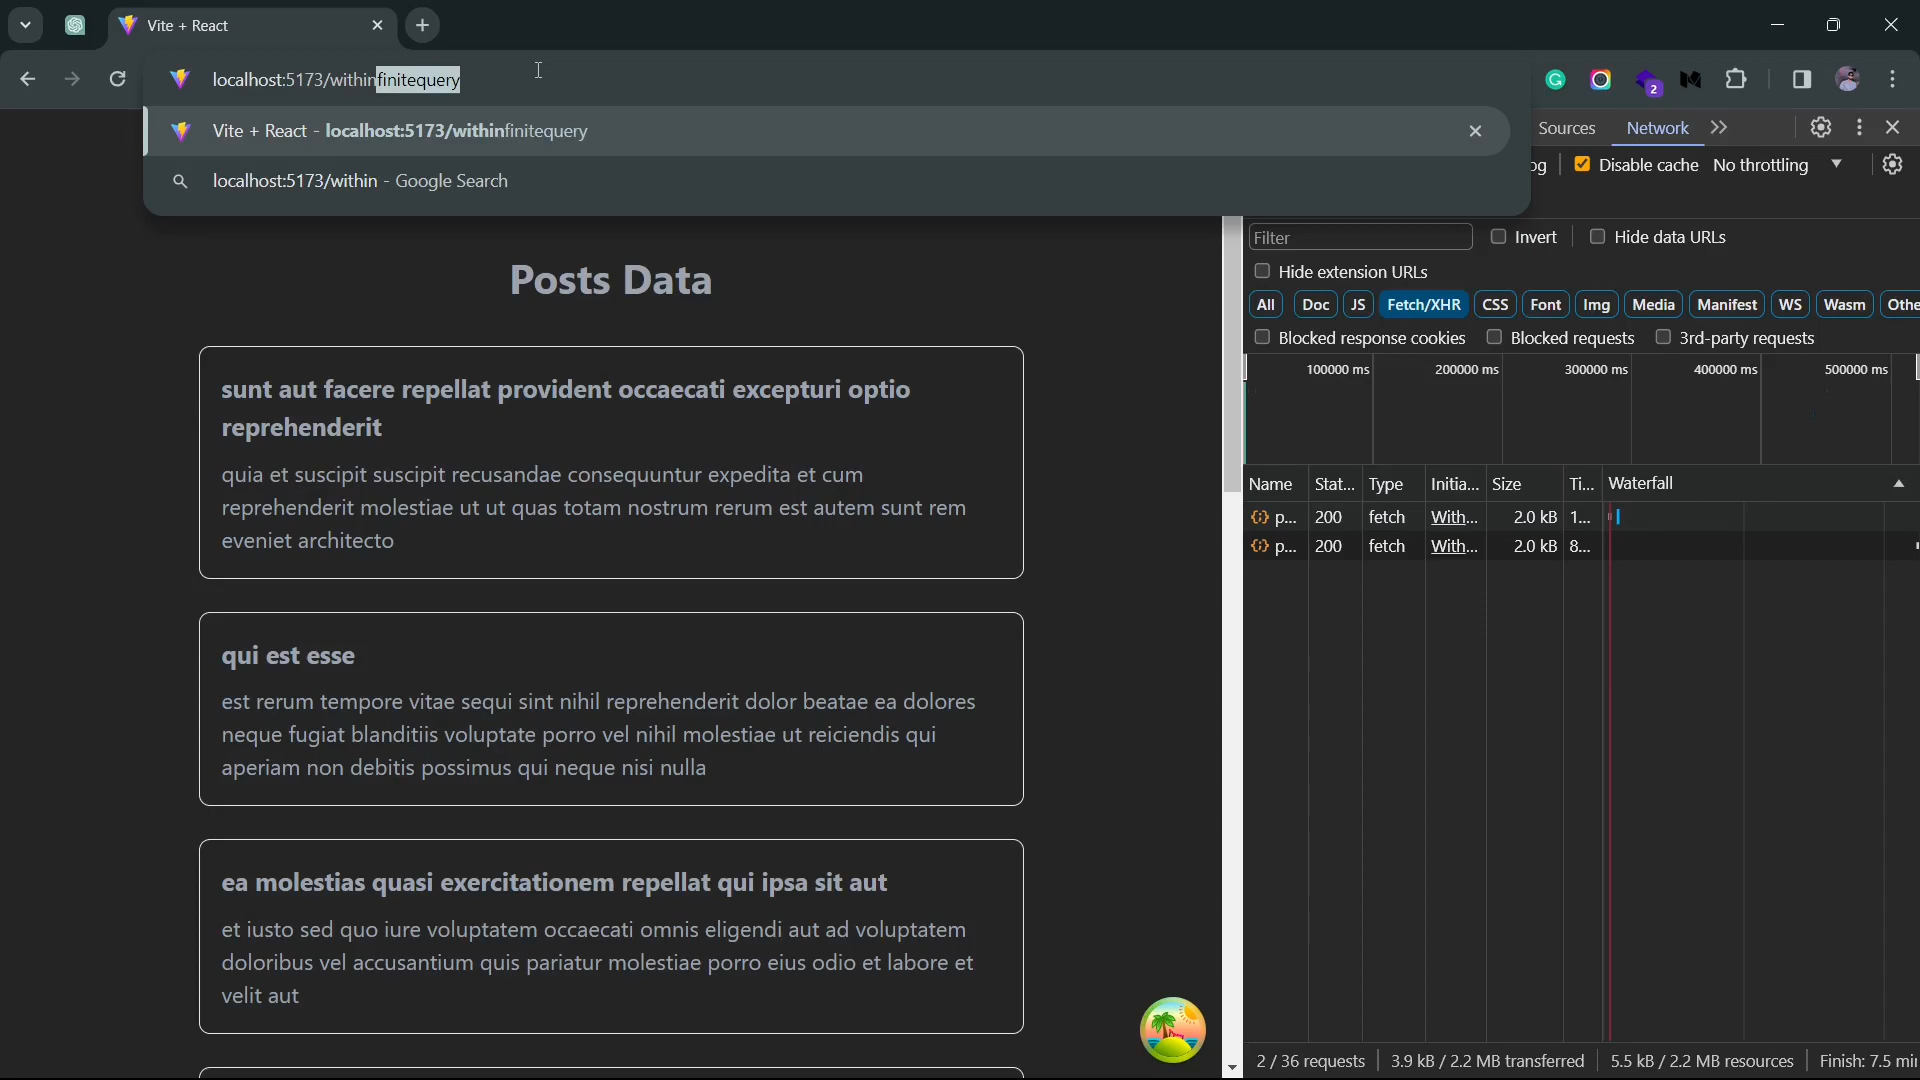 Vite + React
localhost:5173/withinfinitequery
Vite + React - localhost:5173/withinfinitequery
localhost:5173/within - Google Search
2
Sources
Network
og
Disable cache
No throttling
Filter
Invert
Hide data URLs
Hide extension URLs
All
Doc
JS
Fetch/XHR
CSS
Font
Img
Media
Manifest
WS
Wasm
Othe
Blocked response cookies
Blocked requests
3rd-party requests
100000 ms
200000 ms
300000 ms
400000 ms
500000 ms
Name
Stat...
Type
Initia...
Size
Ti...
Waterfall
p... 200 fetch With... 2.0 kB 1...
p... 200 fetch With... 2.0 kB 8...
2 / 36 requests
3.9 kB / 2.2 MB transferred
5.5 kB / 2.2 MB resources
Finish: 7.5 mi
Posts Data
sunt aut facere repellat provident occaecati excepturi optio
reprehenderit
quia et suscipit suscipit recusandae consequuntur expedita et cum
reprehenderit molestiae ut ut quas totam nostrum rerum est autem sunt rem
eveniet architecto
qui est esse
est rerum tempore vitae sequi sint nihil reprehenderit dolor beatae ea dolores
neque fugiat blanditiis voluptate porro vel nihil molestiae ut reiciendis qui
aperiam non debitis possimus qui neque nisi nulla
ea molestias quasi exercitationem repellat qui ipsa sit aut
et iusto sed quo iure voluptatem occaecati omnis eligendi aut ad voluptatem
doloribus vel accusantium quis pariatur molestiae porro eius odio et labore et
velit aut